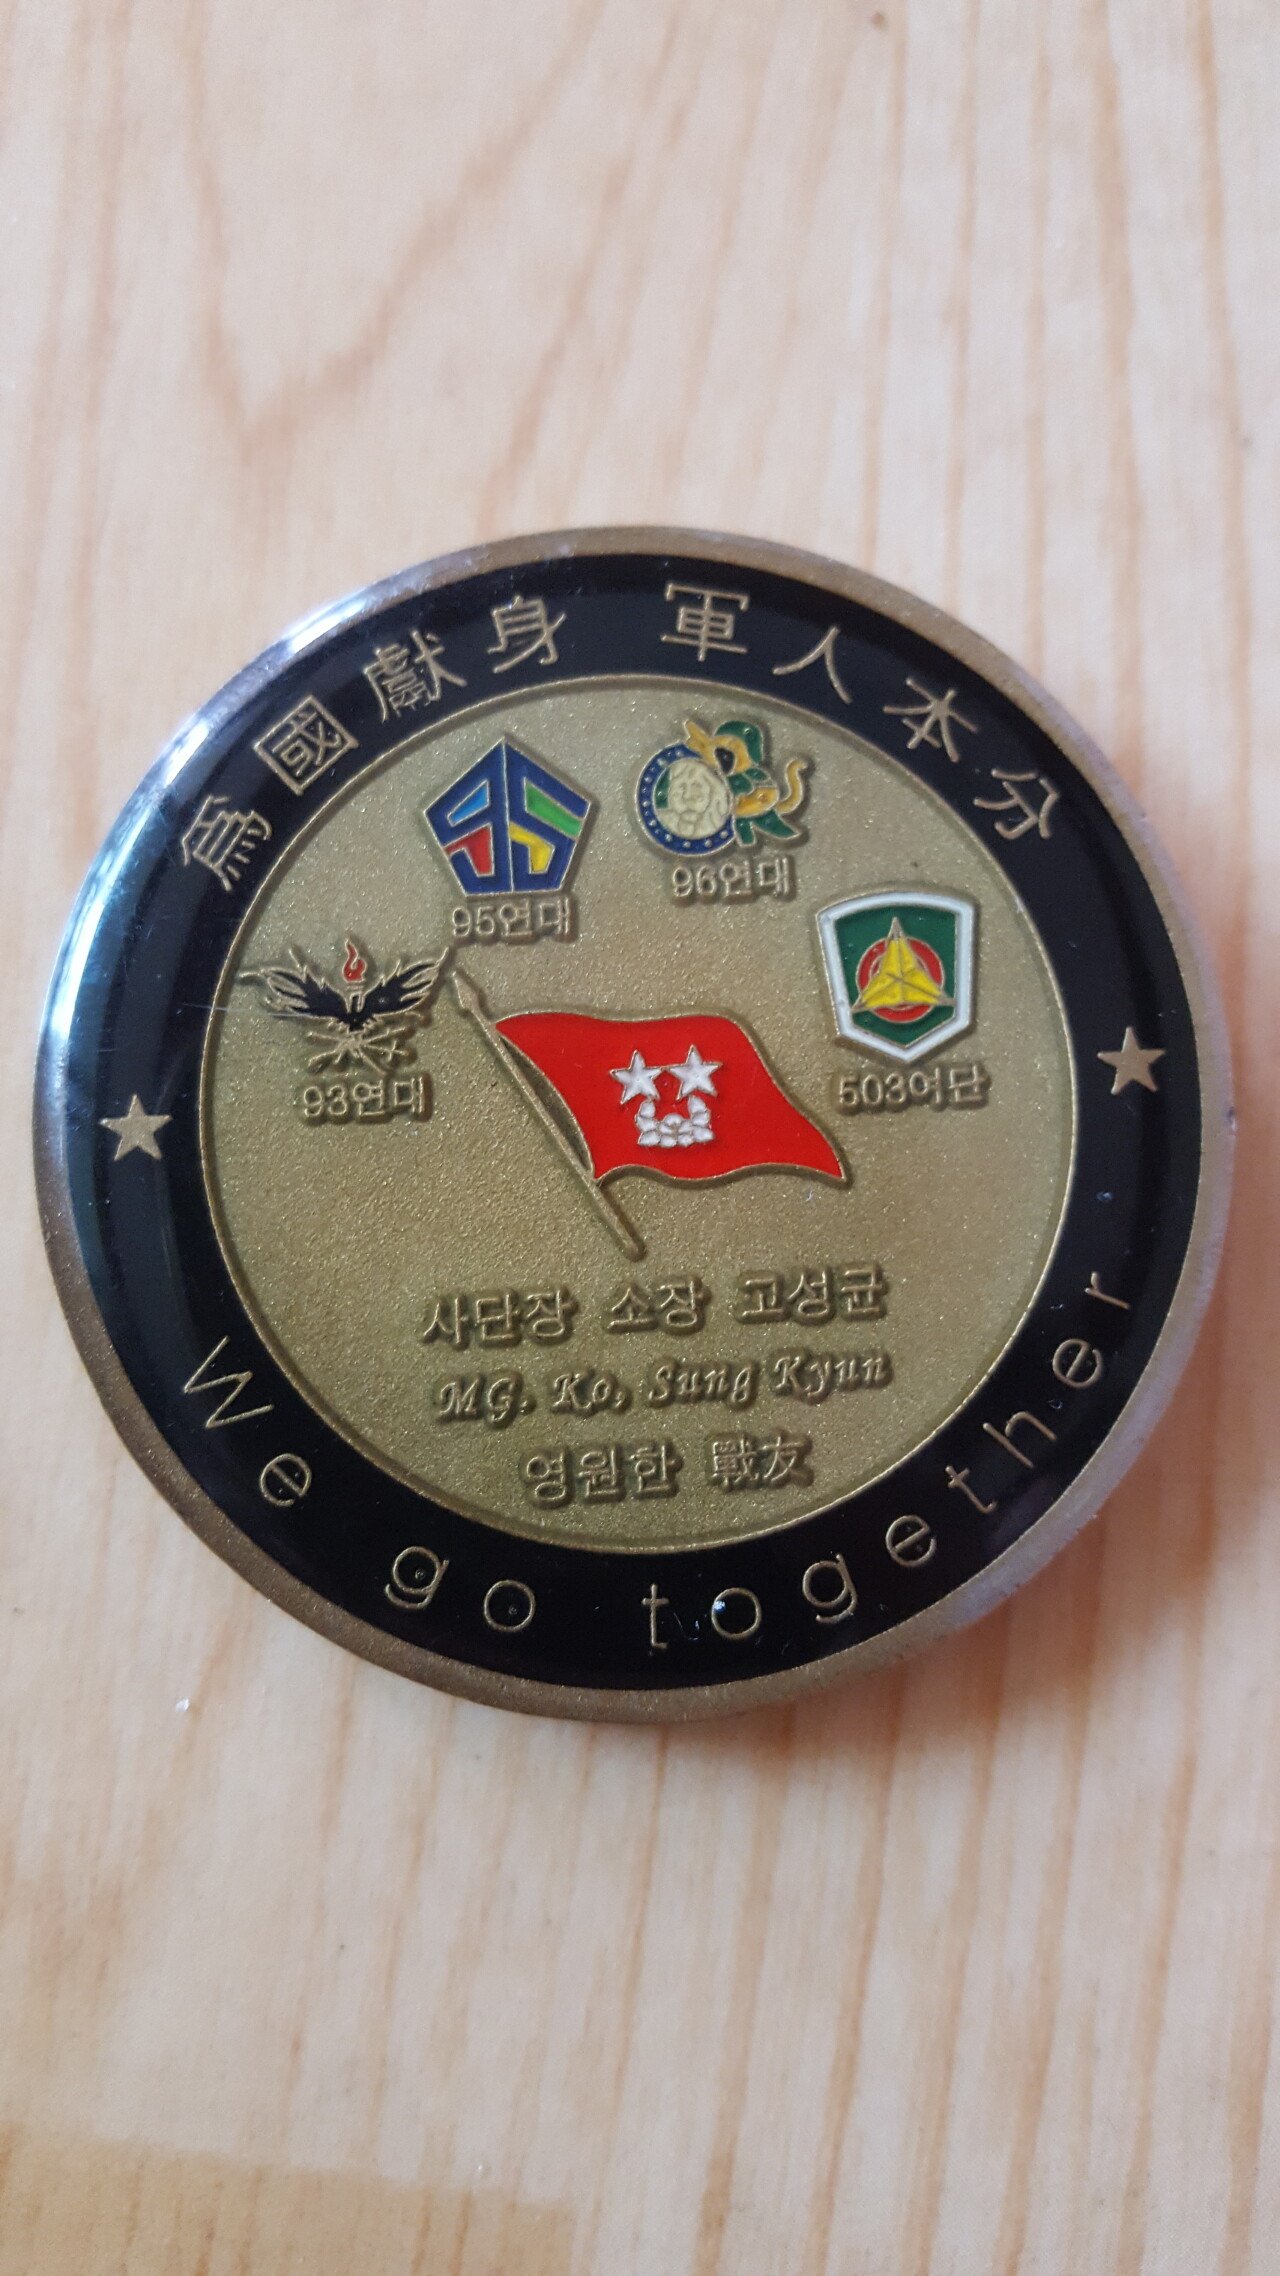 爲國獻身 軍人本分
95연대
96연대
93연대
503여단
사단장 소장 고성균
MG. Ko, Sung Kyun
영원한 戰友
We go together